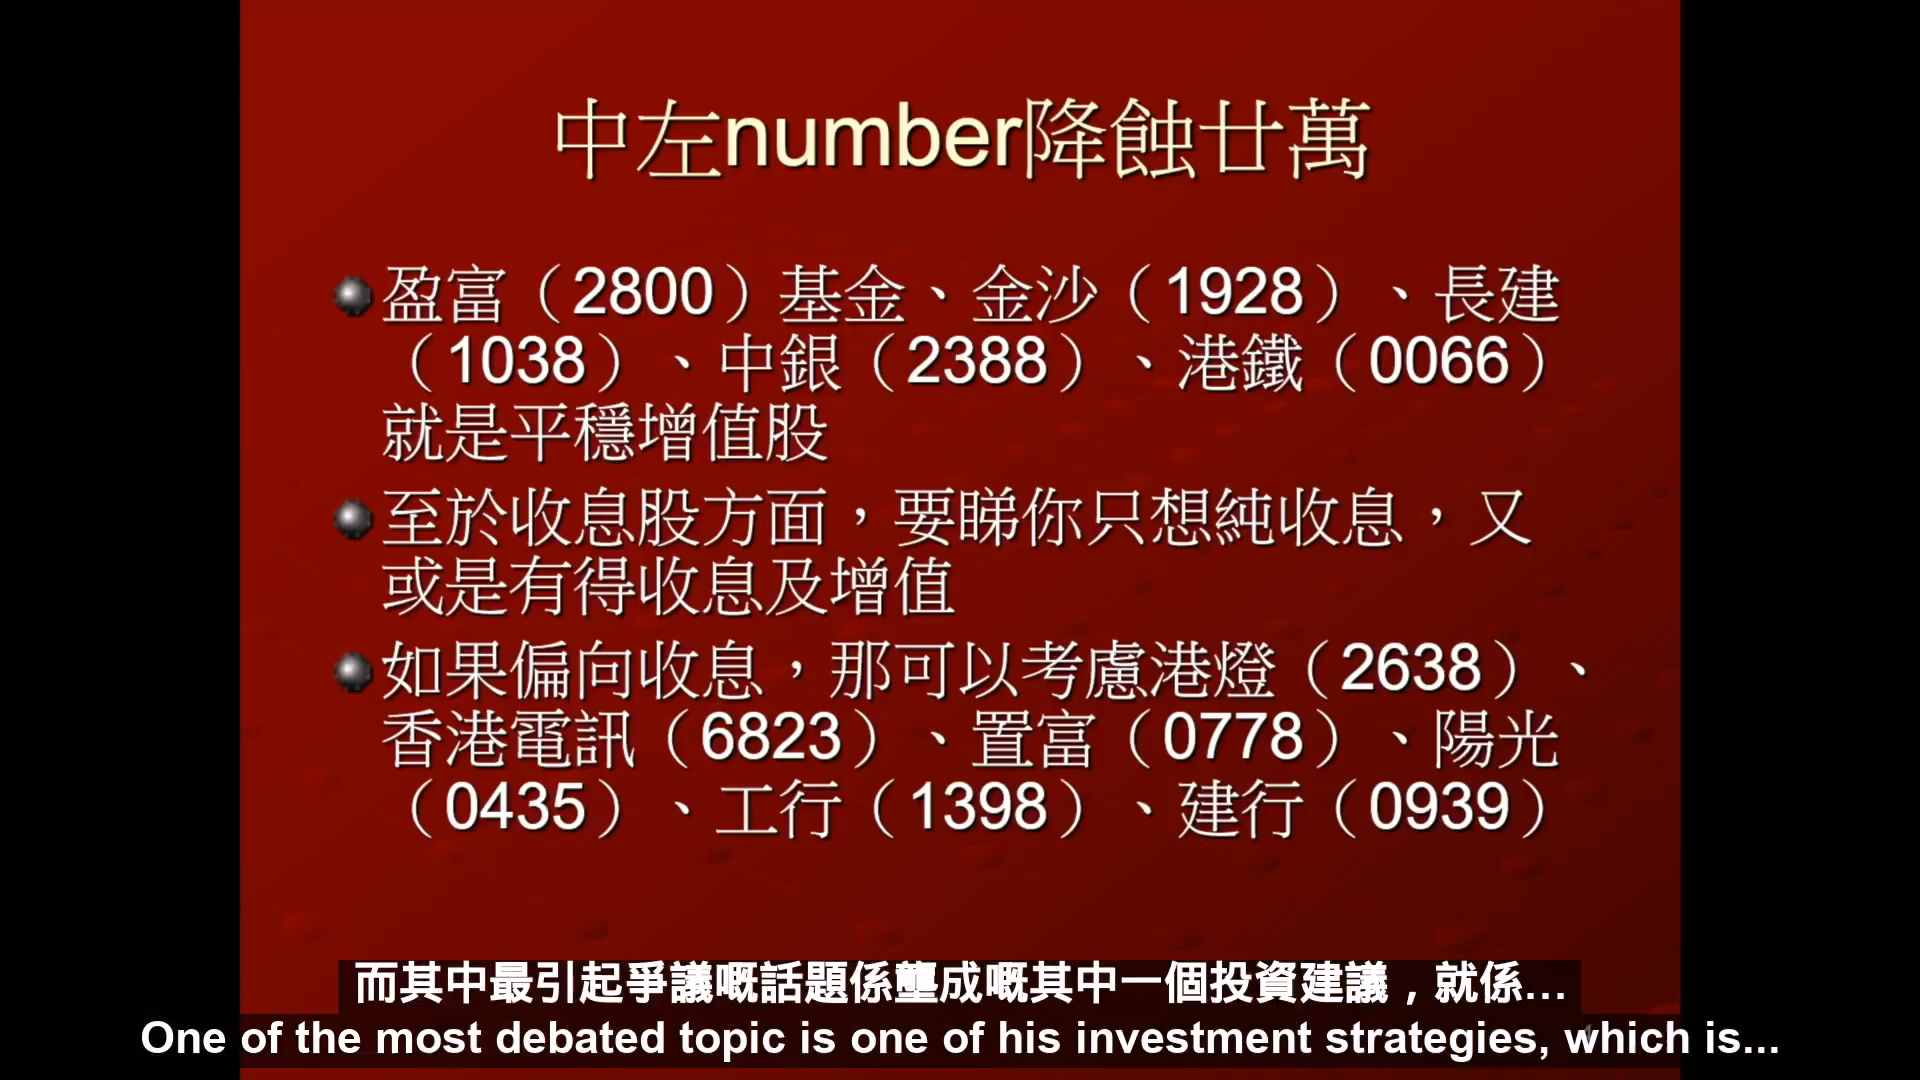 中左number降蝕廿萬
盈富（2800）基金、金沙（1928）、長建
（1038）、中銀（2388）、港鐵（0066）
就是平穩增值股
至於收息股方面，要睇你只想純收息，又
或是有得收息及增值
如果偏向收息，那可以考慮港燈（2638）、
香港電訊（6823）、置富（0778）、陽光
（0435）、工行（1398）、建行（0939）
而其中最引起爭議嘅話題係壟成嘅其中一個投資建議，就係...
One of the most debated topic is one of his investment strategies, which is...